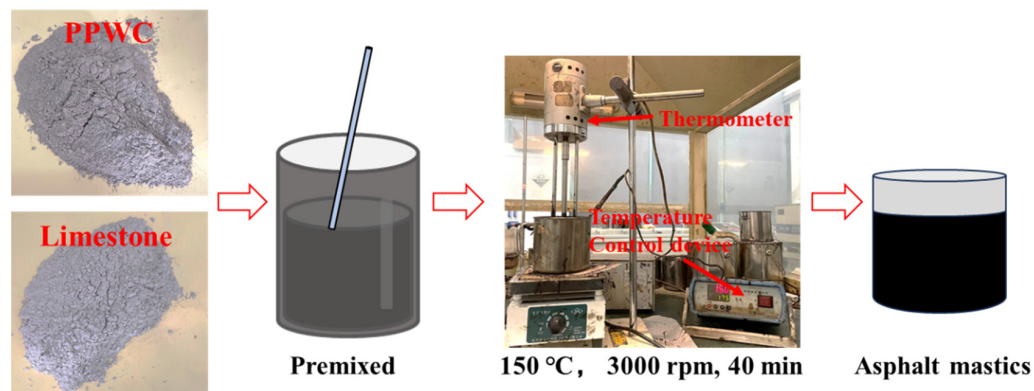 PPWC
Limestone
Thermometer
Temperature
Control device
Premixed
150 ℃, 3000 rpm, 40 min
Asphalt mastics